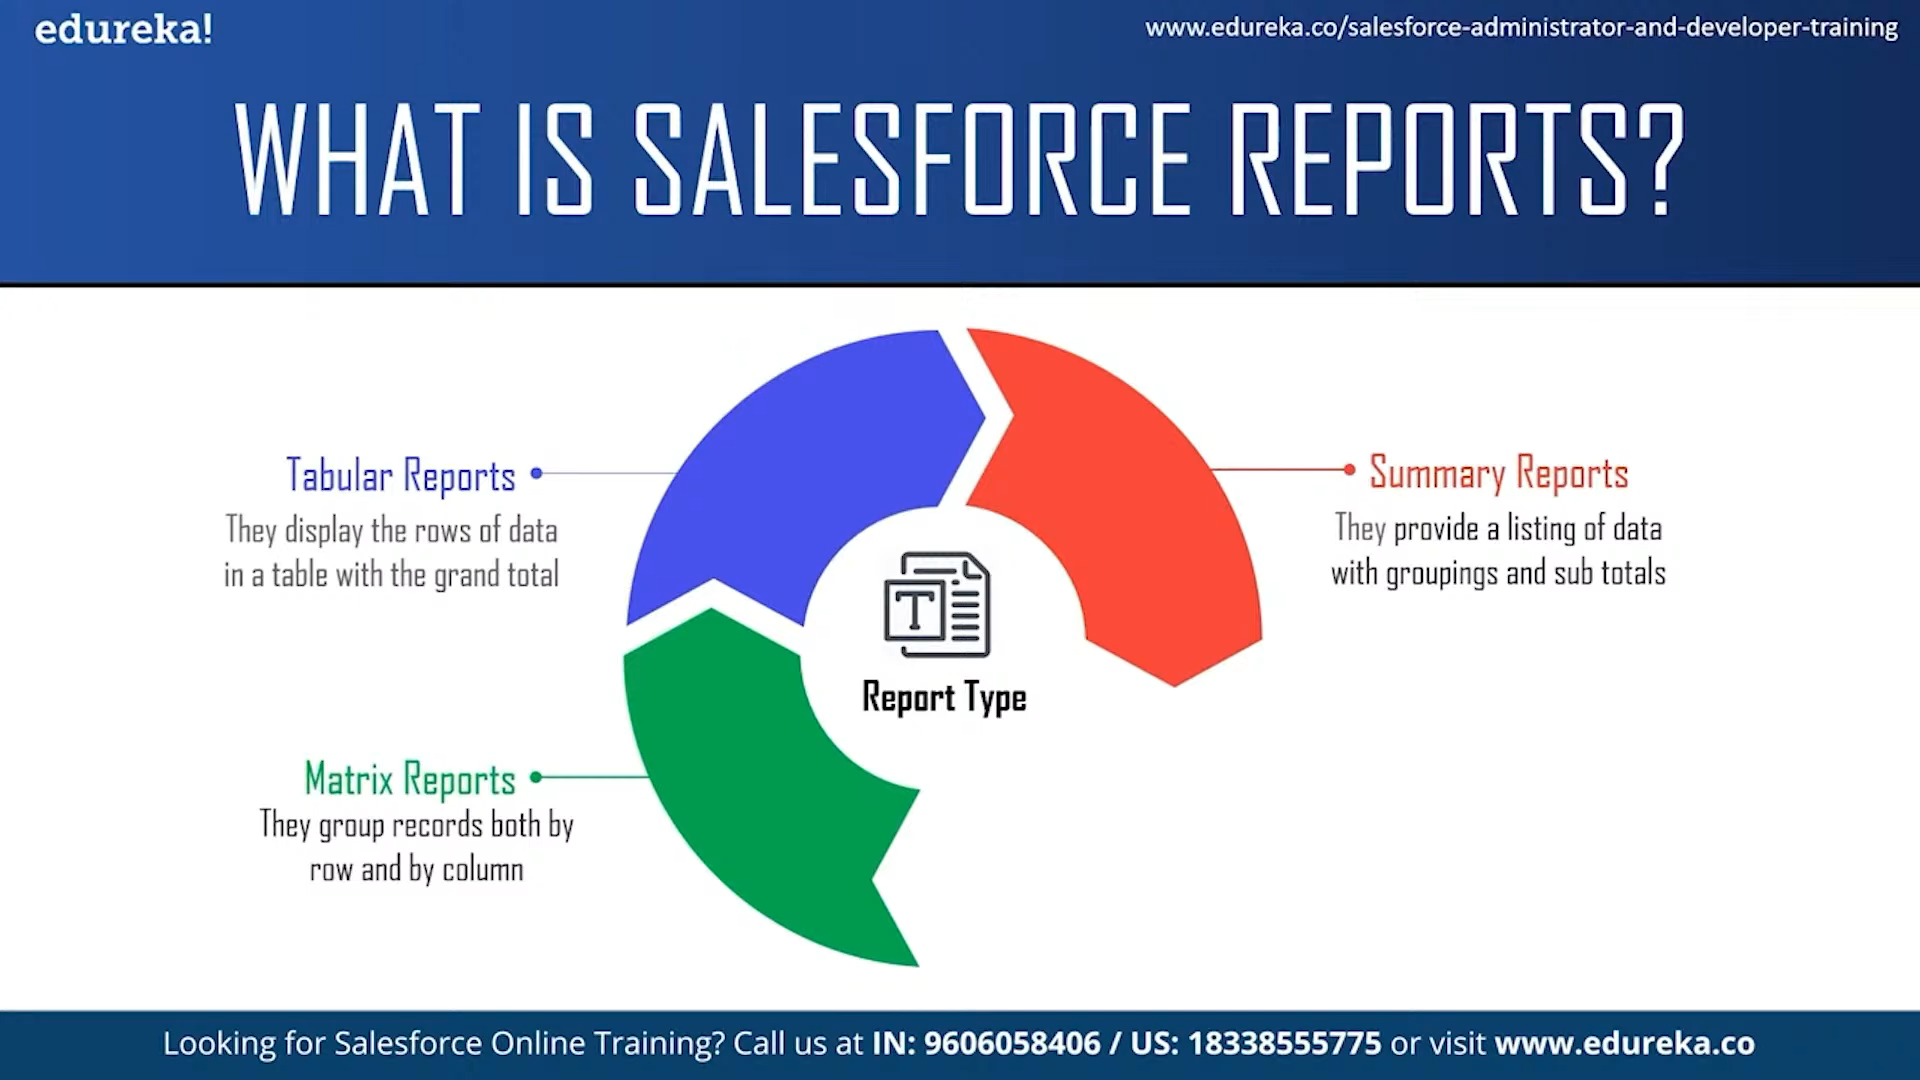 edureka!
www.edureka.co/salesforce-administrator-and-developer-training
WHAT IS SALESFORCE REPORTS?
Tabular Reports
They display the rows of data
in a table with the grand total
Summary Reports
They provide a listing of data
with groupings and sub totals
T
Report Type
Matrix Reports
They group records both by
row and by column
Looking for Salesforce Online Training? Call us at IN: 9606058406 / US: 18338555775 or visit www.edureka.co